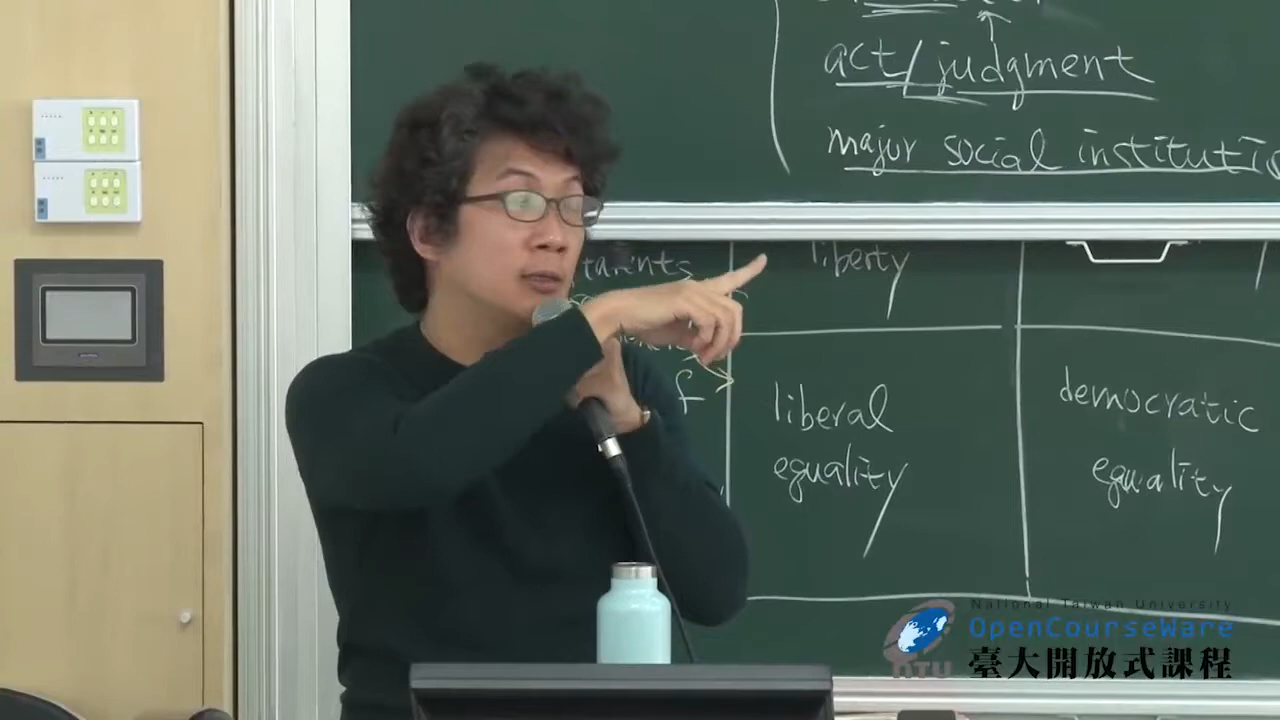 act/judgment
major social institutio
liberty
liberal
equality
democratic
equality
f
National Taiwan University
OpenCourseWare
臺大開放式課程
NTU